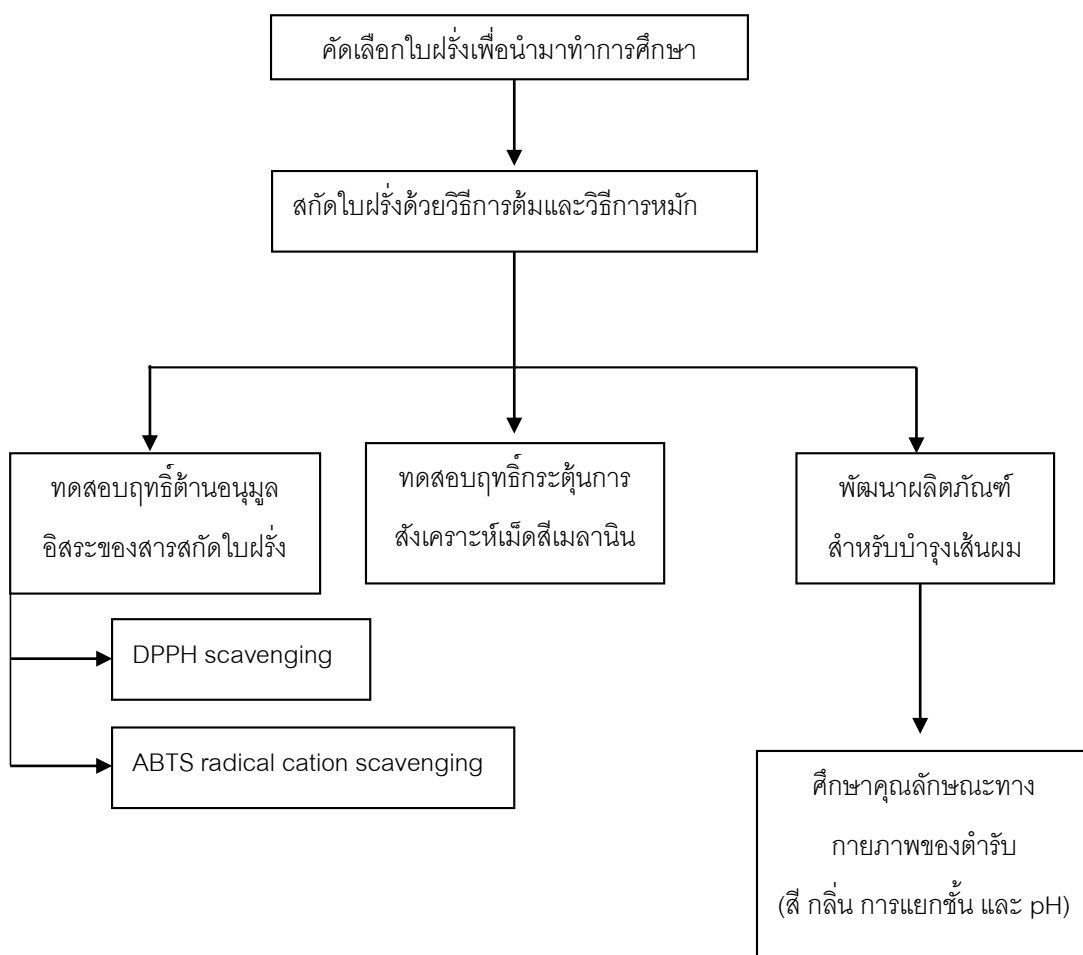 คัดเลือกใบฝรั่งเพื่อนำมาทำการศึกษา
สกัดใบฝรั่งด้วยวิธีการต้มและวิธีการหมัก
ทดสอบฤทธิ์ต้านอนุมูล
อิสระของสารสกัดใบฝรั่ง
ทดสอบฤทธิ์กระตุ้นการ
สังเคราะห์เม็ดสีเมลานิน
พัฒนาผลิตภัณฑ์
สำหรับบำรุงเส้นผม
DPPH scavenging
ABTS radical cation scavenging
ศึกษาคุณลักษณะทาง
กายภาพของตำรับ
(สี กลิ่น การแยกชั้น และ pH)